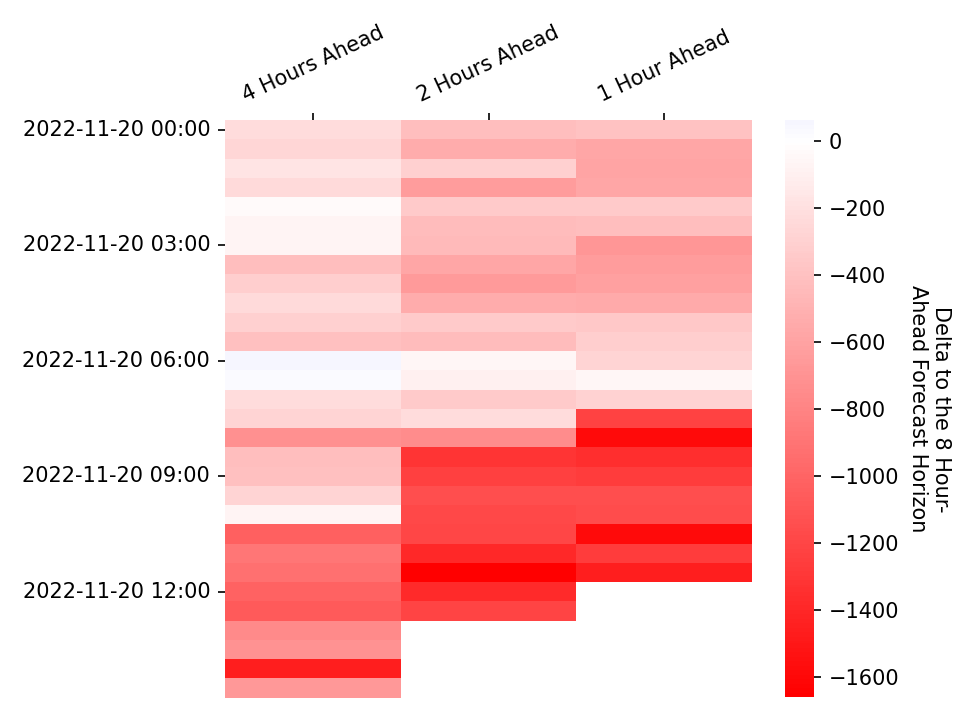 4 Hours Ahead
2 Hours Ahead
1 Hour Ahead
2022-11-20 00:00
2022-11-20 03:00
2022-11-20 06:00
2022-11-20 09:00
2022-11-20 12:00
0
−200
−400
−600
−800
−1000
−1200
−1400
−1600
Delta to the 8 Hour-
Ahead Forecast Horizon